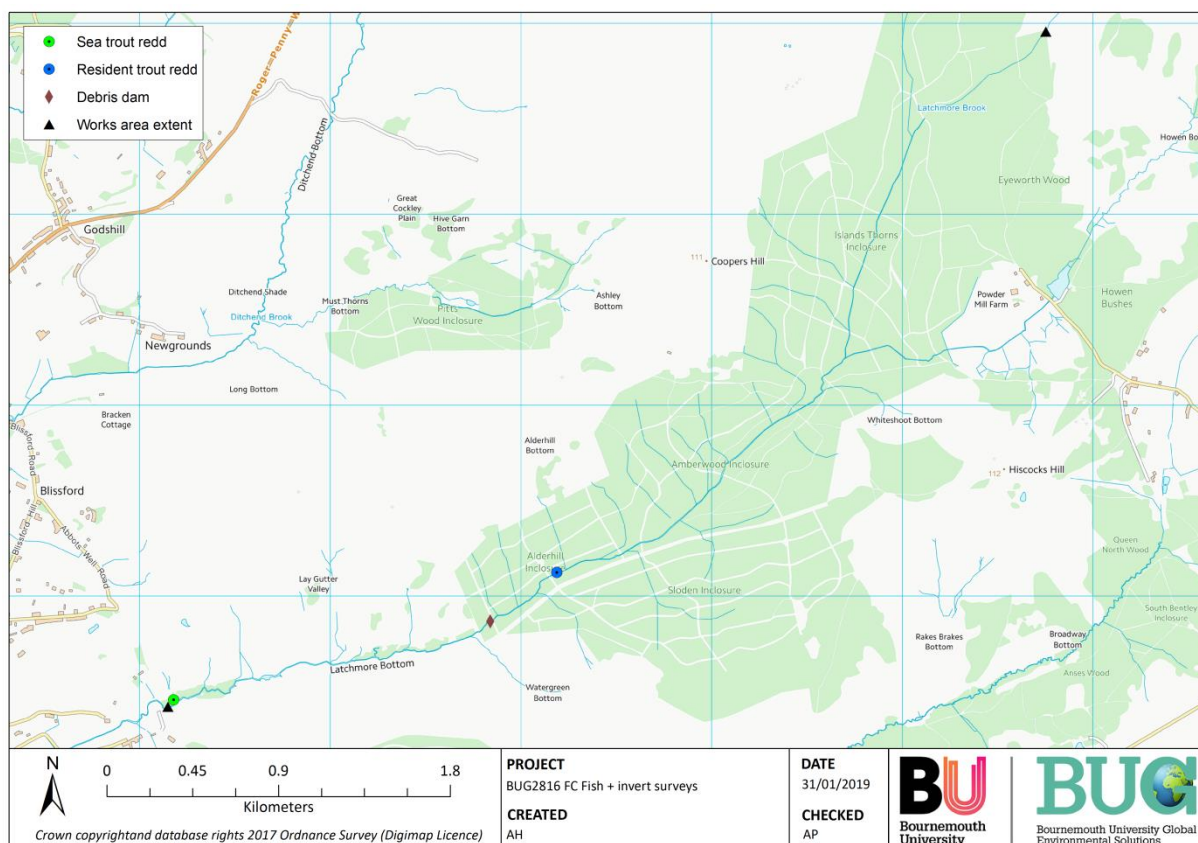 Sea trout redd
Resident trout redd
Debris dam
Works area extent
Roger=Penny=W
Ditchend Bottom
Latchmore Brook
Howen Bo
Eyeworth Wood
Great
Cockley
Plain
Hive Garn
Bottom
Godshill
Islands Thorns
Inclosure
111
Coopers Hill
Ditchend Shade
Must Thorns
Bottom
Ashley
Bottom
Powder
Mill Farm
Howen
Bushes
Ditchend Brook
Pitts
Wood Inclosure
Newgrounds
Long Bottom
Bracken
Cottage
Whiteshoot Bottom
Blissford Road
Alderhill
Bottom
Amberwood Inclosure
112
Hiscocks Hill
Blissford
Blissford Hill
Abbots Well Road
Queen
North Wood
Lay Gutter
Valley
Alderhill
Inclosure
Sloden Inclosure
South Bentley
Inclosure
Rakes Brakes
Bottom
Broadway
Bottom
Latchmore Bottom
Anses Wood
Watergreen
Bottom
N
0 0.45 0.9 1.8
Kilometers
Crown copyrightand database rights 2017 Ordnance Survey (Digimap Licence)
PROJECT
BUG2816 FC Fish + invert surveys
CREATED
AH
DATE
31/01/2019
CHECKED
AP
BU
Bournemouth
University
BUG
Bournemouth University Global
Environmental Solutions